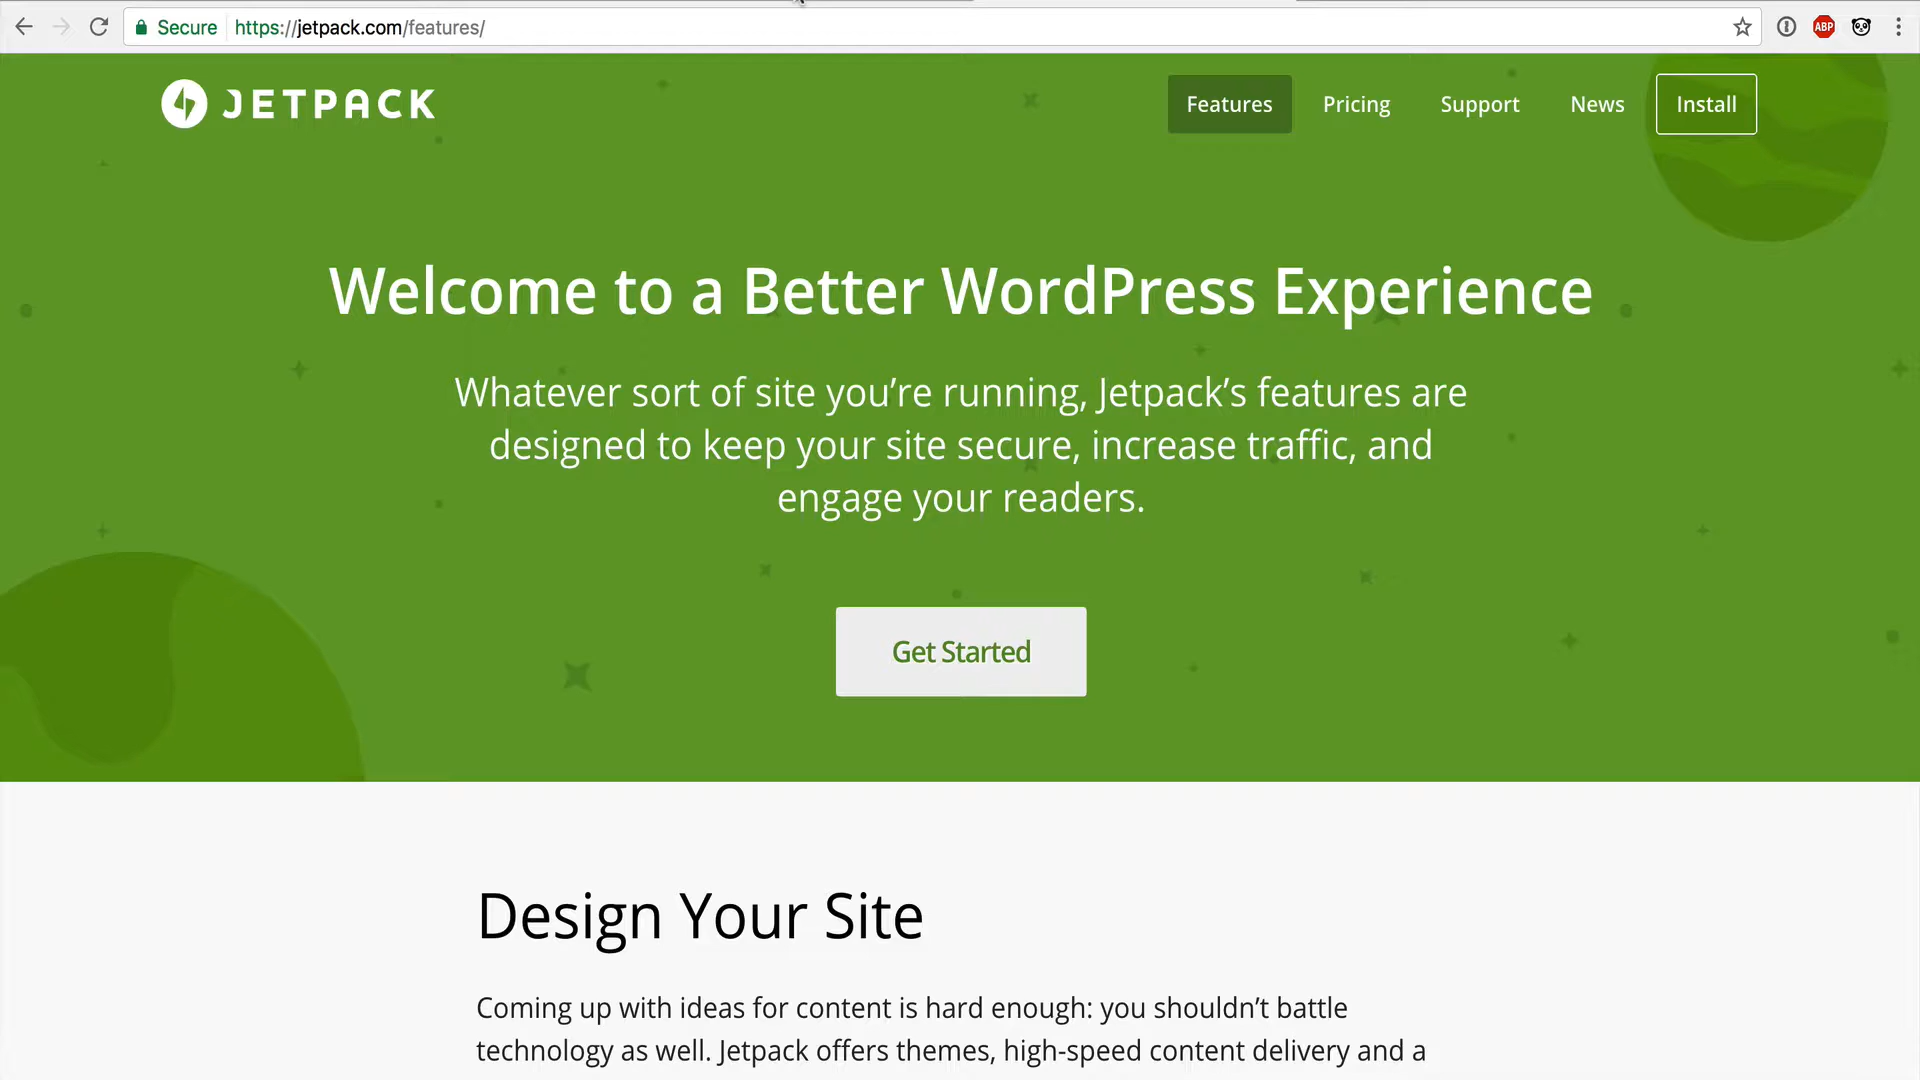 Secure https://jetpack.com/features/
ABP
JETPACK
Features
Pricing
Support
News
Install
Welcome to a Better WordPress Experience
Whatever sort of site you’re running, Jetpack’s features are
designed to keep your site secure, increase traffic, and
engage your readers.
Get Started
Design Your Site
Coming up with ideas for content is hard enough: you shouldn’t battle
technology as well. Jetpack offers themes, high-speed content delivery and a